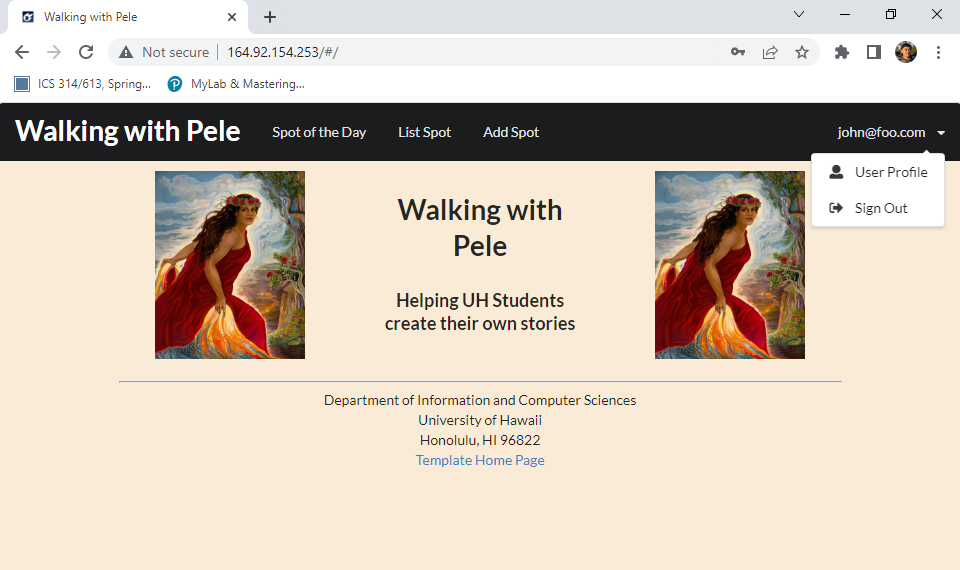 Walking with Pele
Not secure
164.92.154.253/#/
ICS 314/613, Spring...
MyLab & Mastering...
Walking with Pele
Spot of the Day
List Spot
Add Spot
john@foo.com
User Profile
Sign Out
Walking with
Pele
Helping UH Students
create their own stories
Department of Information and Computer Sciences
University of Hawaii
Honolulu, HI 96822
Template Home Page